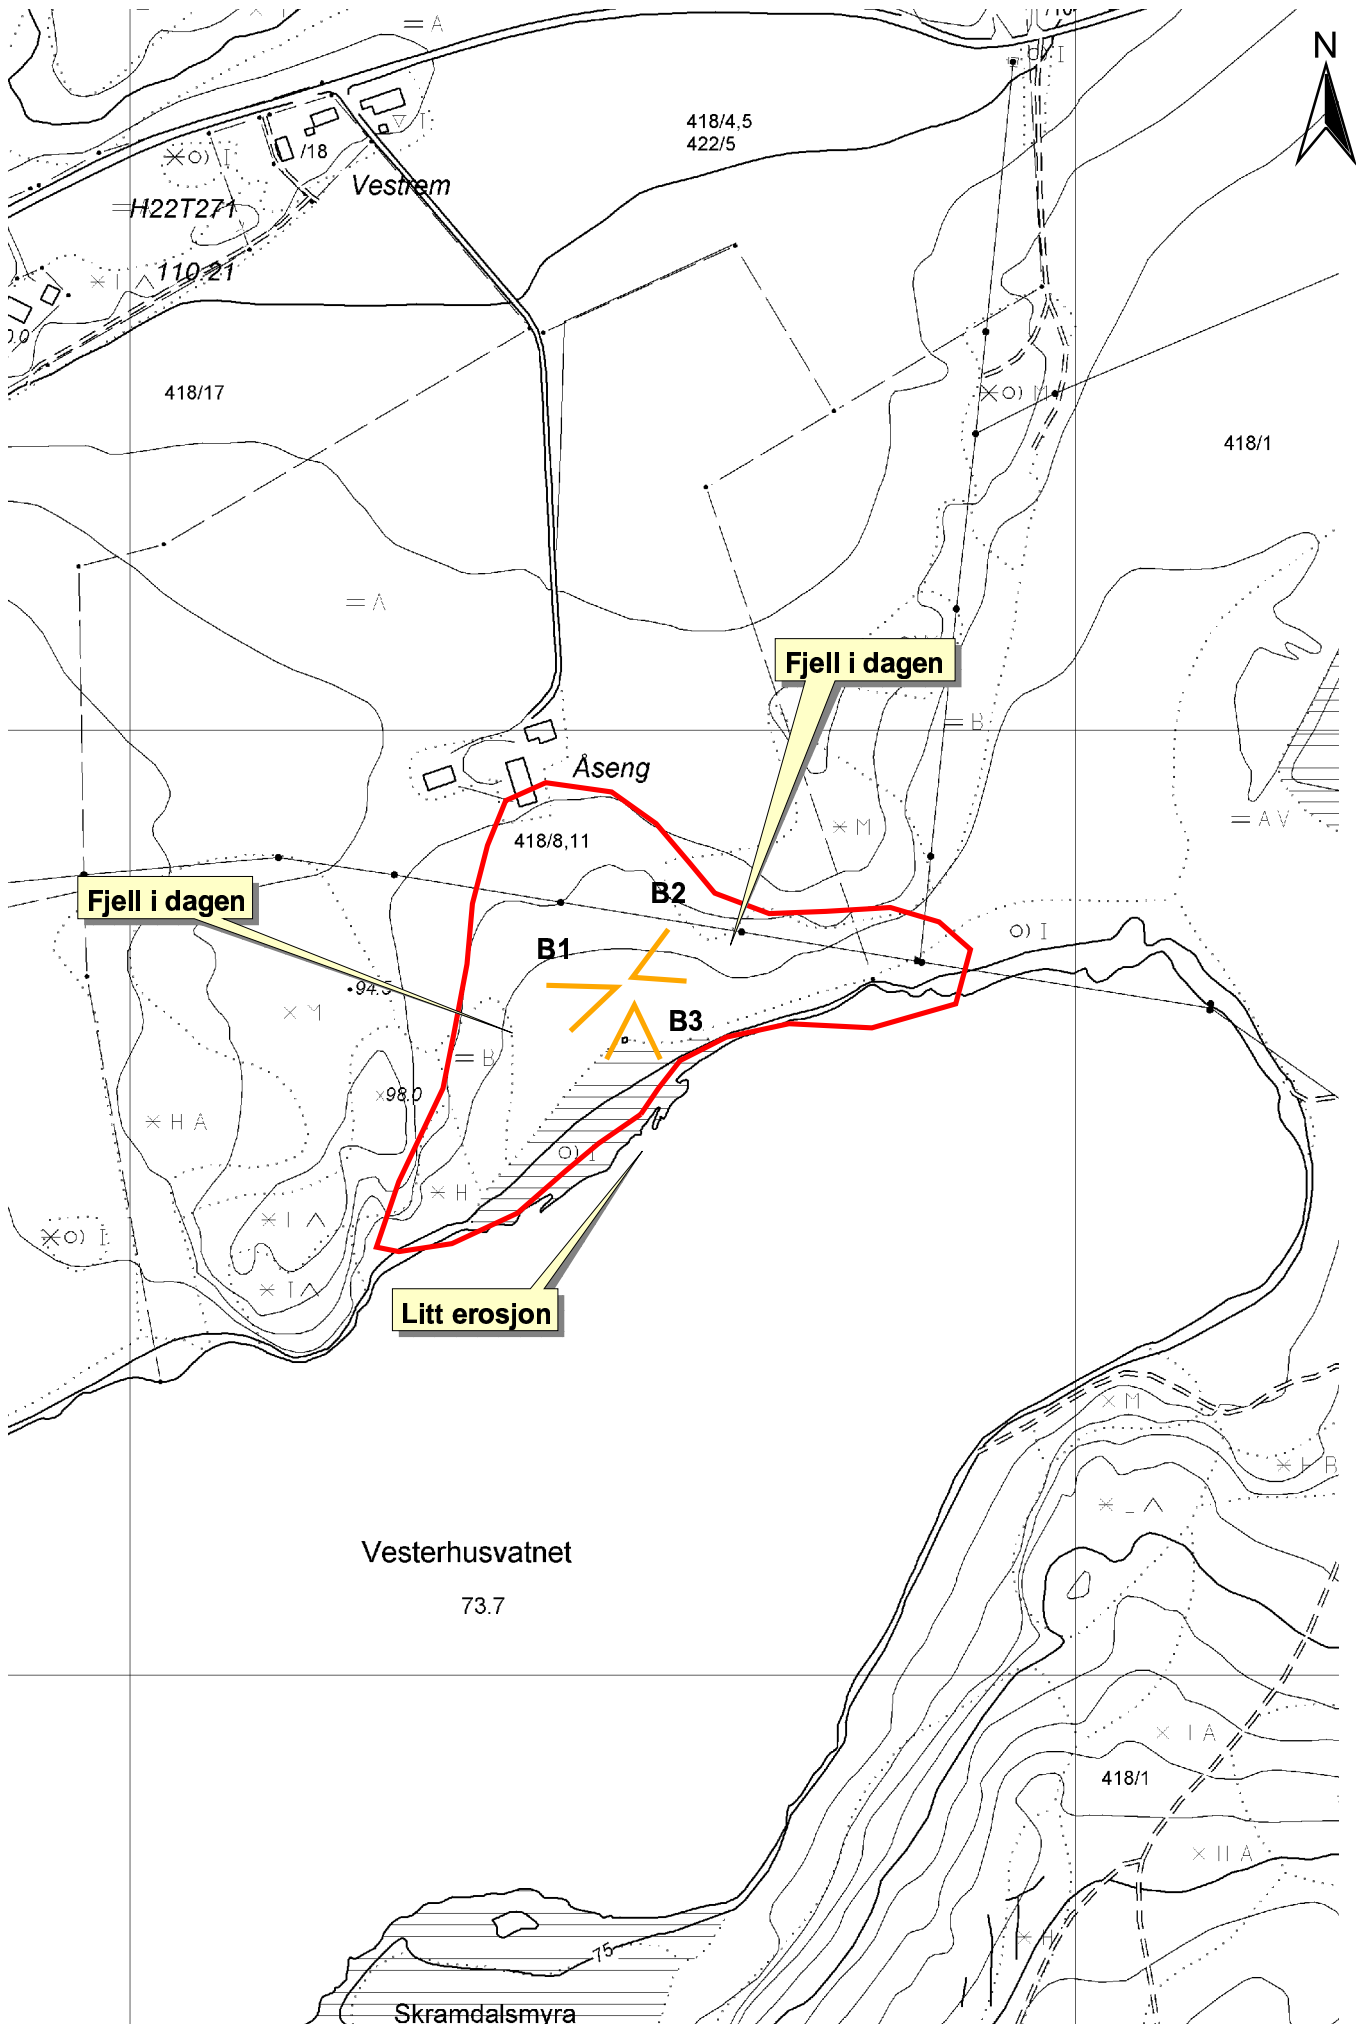 = A
N
I
418/4,5
422/5
I
/18
I
Vestrem
H22T271
110.21
418/17
M
418/1
= A
Fjell i dagen
= B
Åseng
M
= A V
418/8,11
Fjell i dagen
B2
I
B1
94.5
M
B3
= B
98.0
H A
I
H
I
I
I
Litt erosjon
M
B
Vesterhusvatnet
73.7
I A
418/1
II A
H
75
Skramdalsmyra